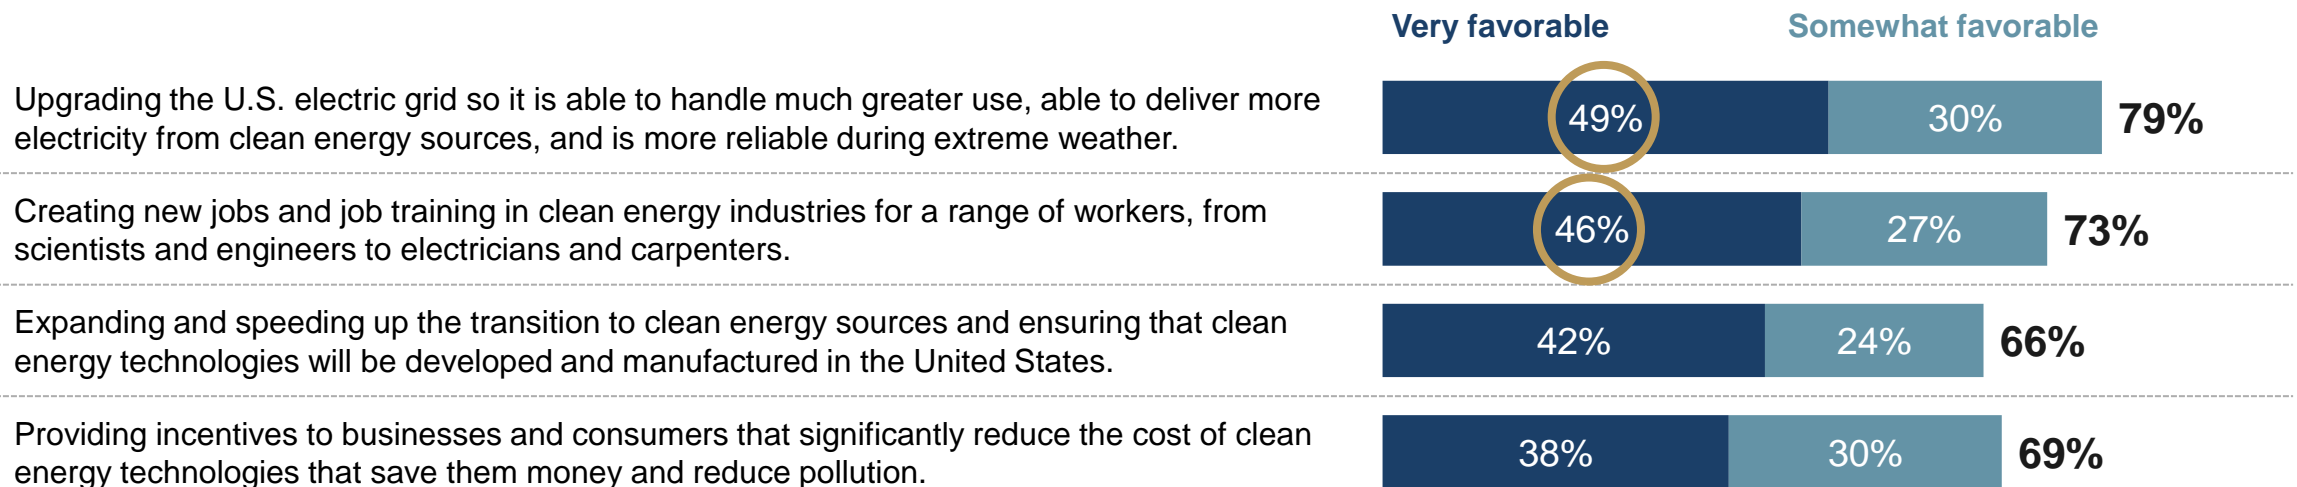 Very favorable Somewhat favorable
Upgrading the U.S. electric grid so it is able to handle much greater use, able to deliver more
electricity from clean energy sources, and is more reliable during extreme weather.
49% 30% 79%
Creating new jobs and job training in clean energy industries for a range of workers, from
scientists and engineers to electricians and carpenters.
46% 27% 73%
Expanding and speeding up the transition to clean energy sources and ensuring that clean
energy technologies will be developed and manufactured in the United States.
42% 24% 66%
Providing incentives to businesses and consumers that significantly reduce the cost of clean
energy technologies that save them money and reduce pollution.
38% 30% 69%